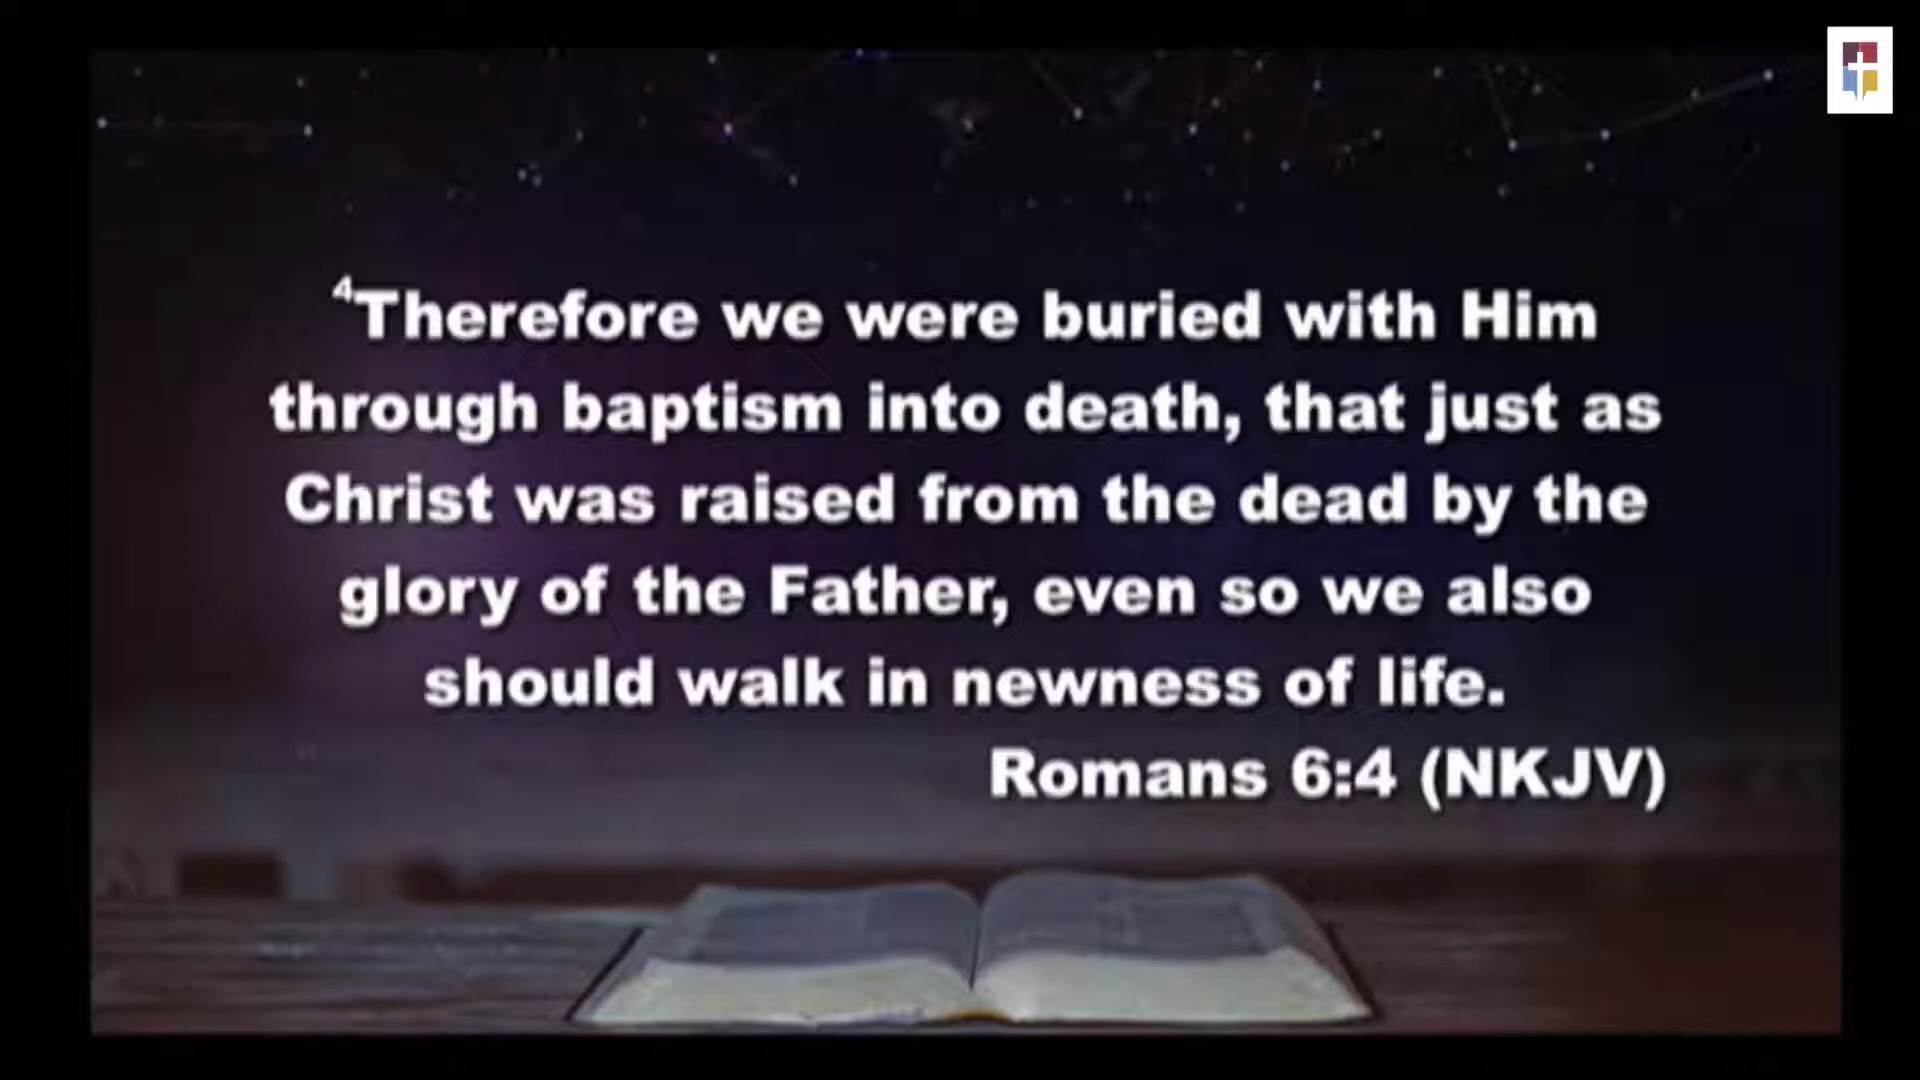 ⁴Therefore we were buried with Him
through baptism into death, that just as
Christ was raised from the dead by the
glory of the Father, even so we also
should walk in newness of life.
Romans 6:4 (NKJV)